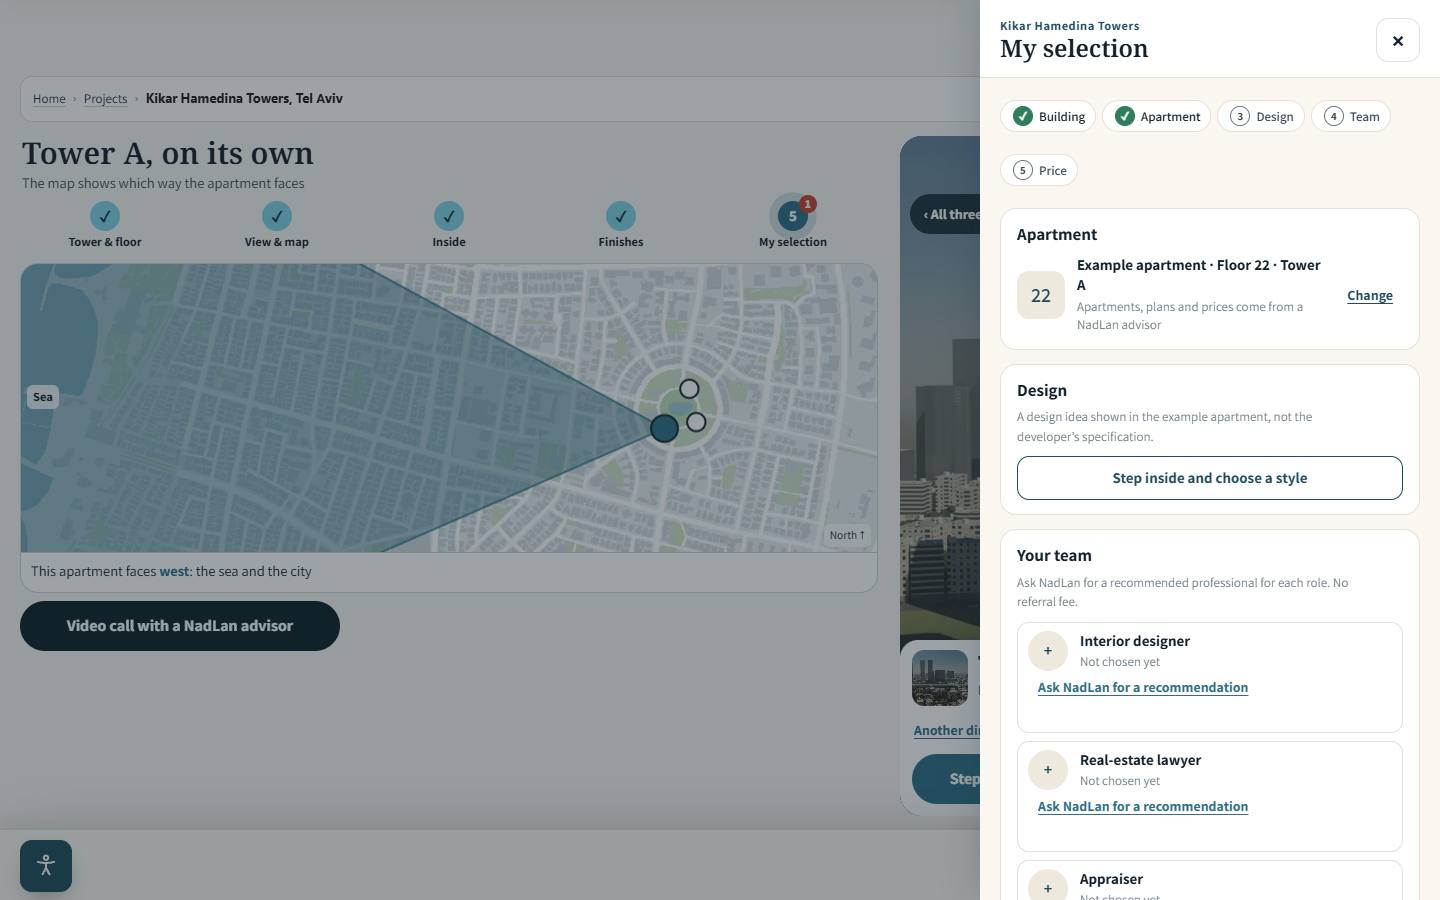 Home › Projects › Kikar Hamedina Towers, Tel Aviv
Tower A, on its own
The map shows which way the apartment faces
Tower & floor
View & map
Inside
Finishes
5
1
My selection
Sea
North ↑
This apartment faces west: the sea and the city
Video call with a NadLan advisor
‹ All three
Another
Step
Kikar Hamedina Towers
My selection
×
✓ Building
✓ Apartment
3 Design
4 Team
5 Price
Apartment
22
Example apartment · Floor 22 · Tower
A
Apartments, plans and prices come from a
NadLan advisor
Change
Design
A design idea shown in the example apartment, not the
developer’s specification.
Step inside and choose a style
Your team
Ask NadLan for a recommended professional for each role. No
referral fee.
+
Interior designer
Not chosen yet
Ask NadLan for a recommendation
+
Real-estate lawyer
Not chosen yet
Ask NadLan for a recommendation
+
Appraiser
Not chosen yet